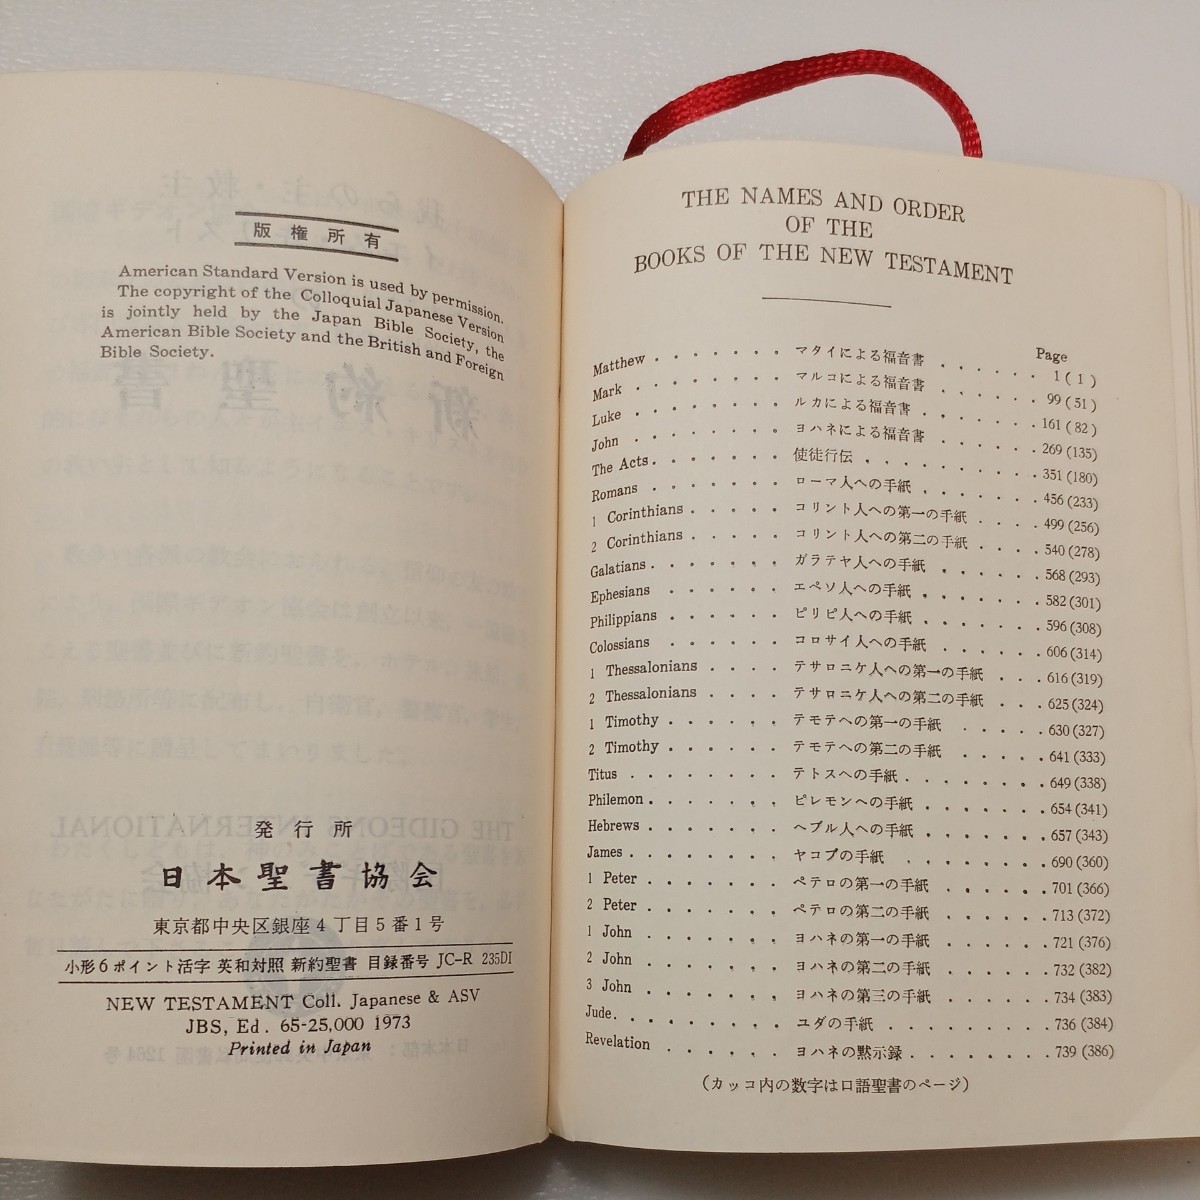 版権所有
American Standard Version is used by permission.
The copyright of the Colloquial Japanese Version
is jointly held by the Japan Bible Society, the
American Bible Society and the British and Foreign
Bible Society.
発行所
日本聖書協会
東京都中央区銀座4丁目5番1号
小形6ポイント活字 英和対照 新約聖書 目録番号 JC-R 235DI
NEW TESTAMENT Coll. Japanese & ASV
JBS, Ed. 65-25,000 1973
Printed in Japan
THE NAMES AND ORDER
OF THE
BOOKS OF THE NEW TESTAMENT
Page
Matthew . . . . . . . マタイによる福音書 . . . . . . 1 ( 1 )
Mark . . . . . . . . マルコによる福音書 . . . . . . 99 ( 51 )
Luke . . . . . . . . ルカによる福音書 . . . . . . 161 ( 82 )
John . . . . . . . . ヨハネによる福音書 . . . . . . 269 (135)
The Acts . . . . . . . 使徒行伝 . . . . . . . . . 351 (180)
Romans . . . . . . . ローマ人への手紙 . . . . . . 456 (233)
1 Corinthians . . . . . コリント人への第一の手紙 . . . . 499 (256)
2 Corinthians . . . . . コリント人への第二の手紙 . . . . 540 (278)
Galatians . . . . . . . ガラテヤ人への手紙 . . . . . . 568 (293)
Ephesians . . . . . . エペソ人への手紙 . . . . . . . 582 (301)
Philippians . . . . . . ピリピ人への手紙 . . . . . . . 596 (308)
Colossians . . . . . . コロサイ人への手紙 . . . . . . 606 (314)
1 Thessalonians . . . . テサロニケ人への第一の手紙 . . . 616 (319)
2 Thessalonians . . . . テサロニケ人への第二の手紙 . . . 625 (324)
1 Timothy . . . . . . テモテへの第一の手紙 . . . . . 630 (327)
2 Timothy . . . . . . テモテへの第二の手紙 . . . . . 641 (333)
Titus . . . . . . . . テトスへの手紙 . . . . . . . . 649 (338)
Philemon . . . . . . . ピレモンへの手紙 . . . . . . . 654 (341)
Hebrews . . . . . . . ヘブル人への手紙 . . . . . . . 657 (343)
James . . . . . . . . ヤコブの手紙 . . . . . . . . 690 (360)
1 Peter . . . . . . . ペテロの第一の手紙 . . . . . . 701 (366)
2 Peter . . . . . . . ペテロの第二の手紙 . . . . . . 713 (372)
1 John . . . . . . . ヨハネの第一の手紙 . . . . . . 721 (376)
2 John . . . . . . . ヨハネの第二の手紙 . . . . . . 732 (382)
3 John . . . . . . . ヨハネの第三の手紙 . . . . . . 734 (383)
Jude . . . . . . . . . ユダの手紙 . . . . . . . . . 736 (384)
Revelation . . . . . . ヨハネの黙示録 . . . . . . . . 739 (386)
(カッコ内の数字は口語聖書のページ)